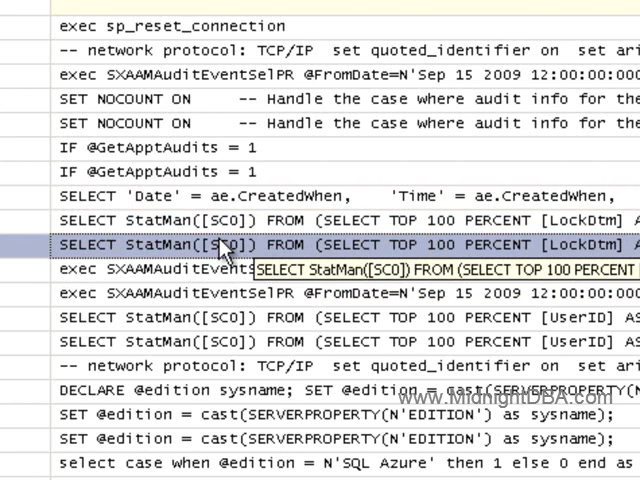 exec sp_reset_connection
-- network protocol: TCP/IP  set quoted_identifier on  set ari
exec SXAAMAuditEventSelPR @FromDate=N'Sep 15 2009 12:00:00:000
SET NOCOUNT ON     -- Handle the case where audit info for the
SET NOCOUNT ON     -- Handle the case where audit info for the
IF @GetApptAudits = 1
IF @GetApptAudits = 1
SELECT 'Date' = ae.CreatedWhen,    'Time' = ae.CreatedWhen,
SELECT StatMan([SC0]) FROM (SELECT TOP 100 PERCENT [LockDtm] A
SELECT StatMan([SC0]) FROM (SELECT TOP 100 PERCENT [LockDtm] A
exec SXAAMAuditEventS
SELECT StatMan([SC0]) FROM (SELECT TOP 100 PERCENT [
exec SXAAMAuditEventSelPR @FromDate=N'Sep 15 2009 12:00:00:000
SELECT StatMan([SC0]) FROM (SELECT TOP 100 PERCENT [UserID] AS
SELECT StatMan([SC0]) FROM (SELECT TOP 100 PERCENT [UserID] AS
-- network protocol: TCP/IP  set quoted_identifier on  set ari
DECLARE @edition sysname; SET @edition = cast(SERVERPROPERTY(N
www.MidnightDBA.com
SET @edition = cast(SERVERPROPERTY(N'EDITION') as sysname);
SET @edition = cast(SERVERPROPERTY(N'EDITION') as sysname);
select case when @edition = N'SQL Azure' then 1 else 0 end as